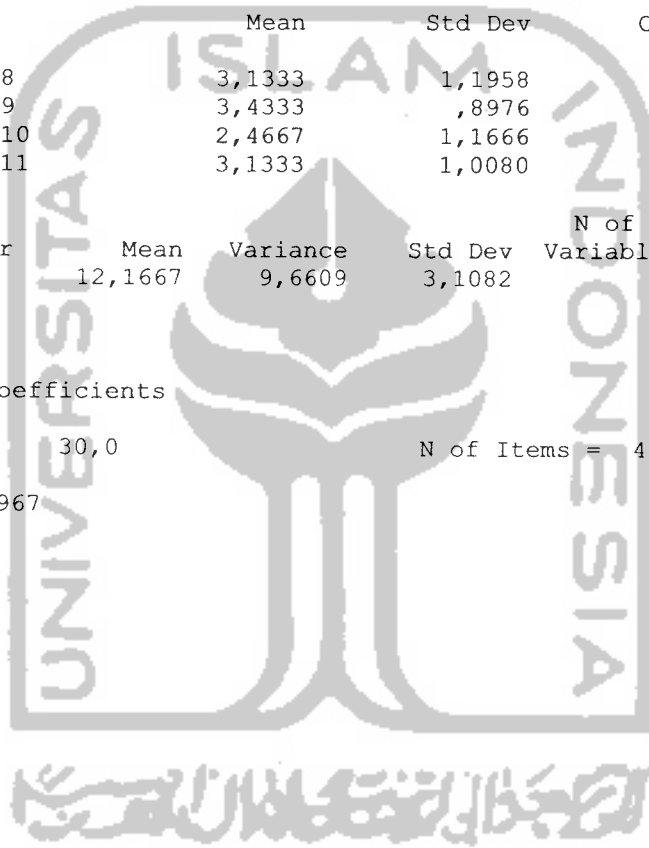 Mean Std Dev C
8 3,1333 1,1958
9 3,4333 ,8976
10 2,4667 1,1666
11 3,1333 1,0080
N of
r Mean Variance Std Dev Variabl
12,1667 9,6609 3,1082
oefficients
30,0 N of Items = 4
967
ISLAM
UNIVERSITAS
INDONESIA